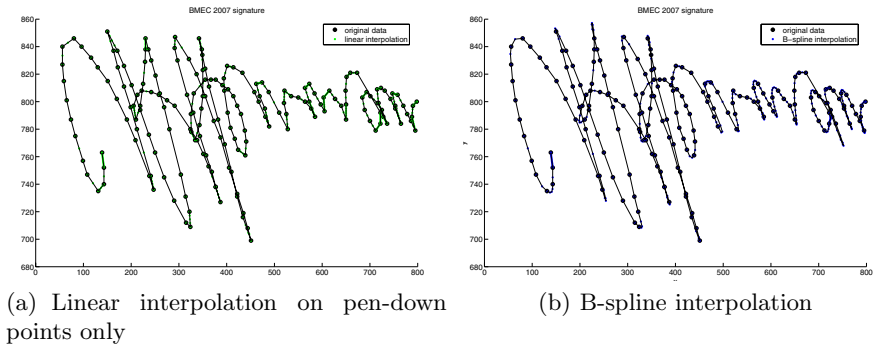 BMEC 2007 signature
860
840
820
800
780
760
740
720
700
680
0 100 200 300 400 500 600 700 800
original data
linear interpolation
(a) Linear interpolation on pen-down
points only
BMEC 2007 signature
860
840
820
800
780
760
740
720
700
680
y
0 100 200 300 400 500 600 700 800
original data
B-spline interpolation
(b) B-spline interpolation